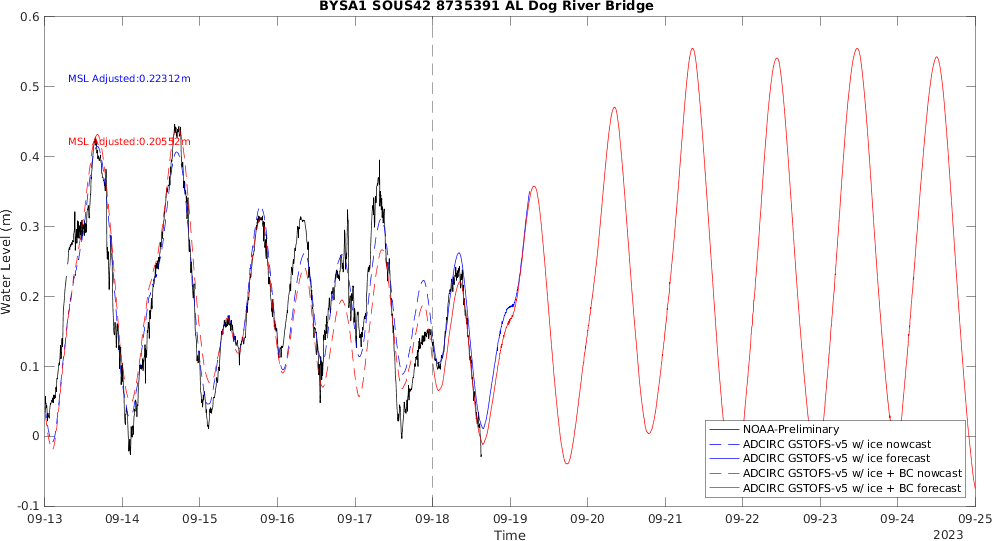 BYSA1 SOUS42 8735391 AL Dog River Bridge
0.6
0.5
0.4
0.3
0.2
0.1
0
-0.1
Water Level (m)
MSL Adjusted:0.22312m
MSL Adjusted:0.20552m
NOAA-Preliminary
ADCIRC GSTOFS-v5 w/ ice nowcast
ADCIRC GSTOFS-v5 w/ ice forecast
ADCIRC GSTOFS-v5 w/ ice + BC nowcast
ADCIRC GSTOFS-v5 w/ ice + BC forecast
09-13 09-14 09-15 09-16 09-17 09-18 09-19 09-20 09-21 09-22 09-23 09-24 09-25
Time
2023